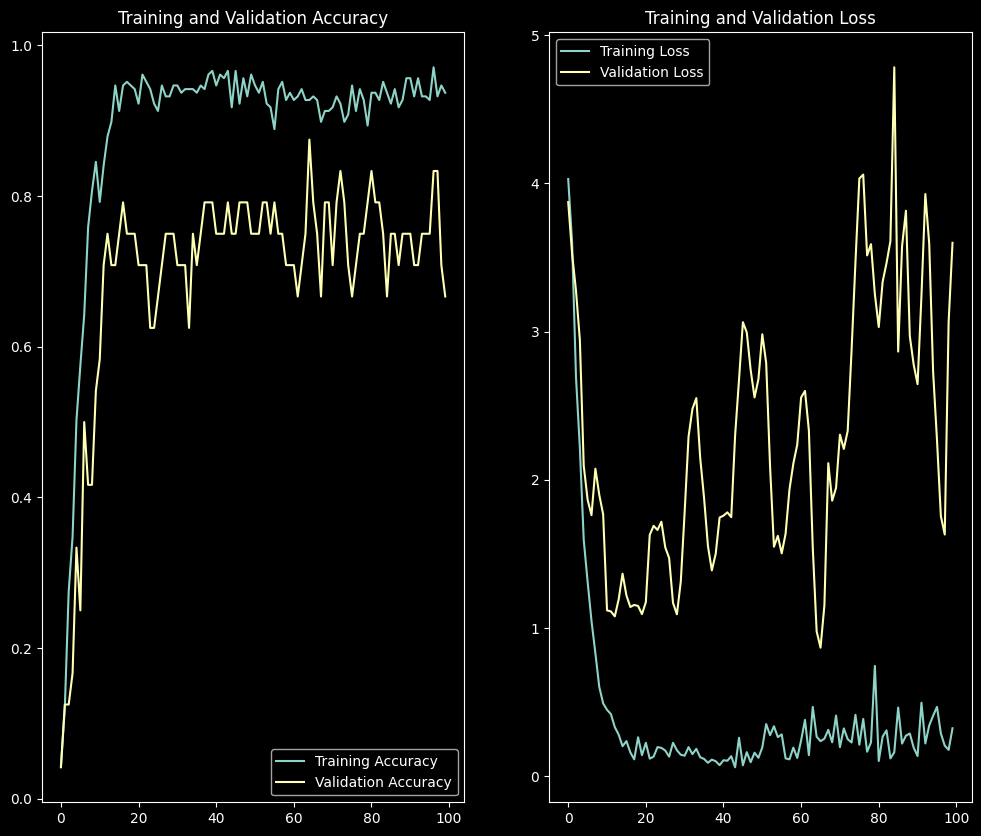 Training and Validation Accuracy
1.0
0.8
0.6
0.4
0.2
0.0
0 20 40 60 80 100
Training Accuracy
Validation Accuracy
Training and Validation Loss
5
4
3
2
1
0
0 20 40 60 80 100
Training Loss
Validation Loss